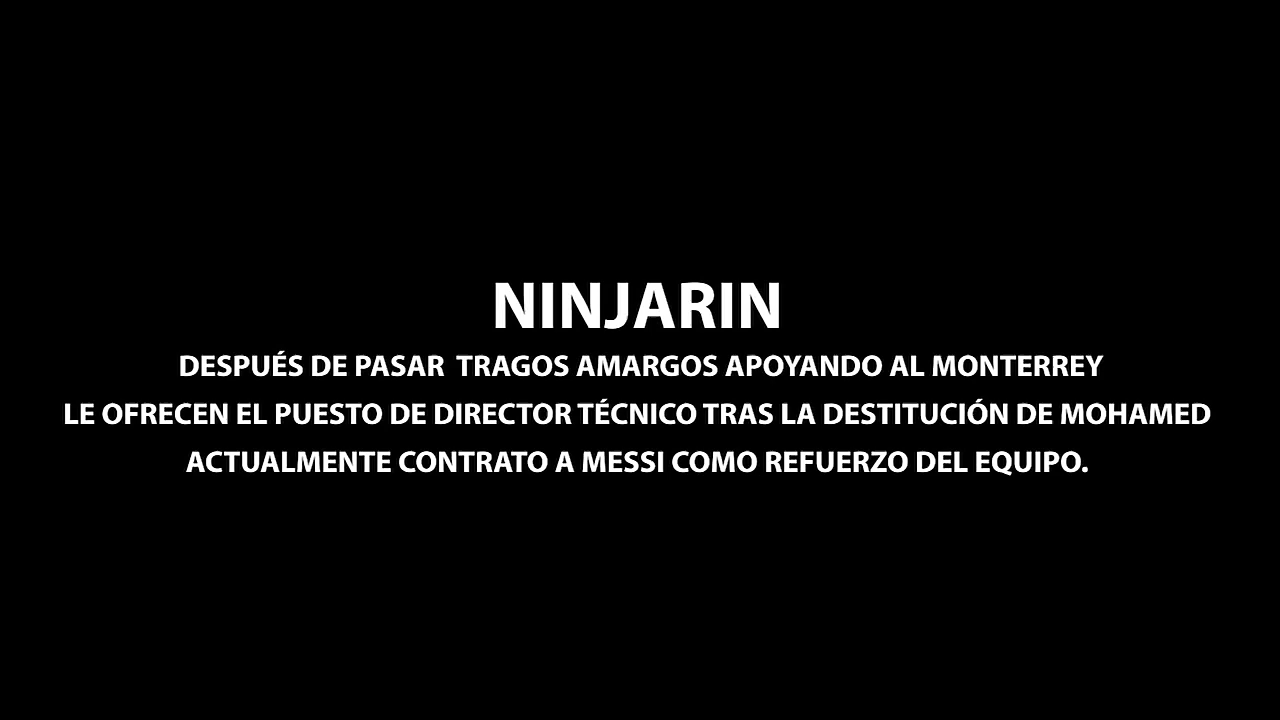 NINJARIN
DESPUÉS DE PASAR  TRAGOS AMARGOS APOYANDO AL MONTERREY
LE OFRECEN EL PUESTO DE DIRECTOR TÉCNICO TRAS LA DESTITUCIÓN DE MOHAMED
ACTUALMENTE CONTRATO A MESSI COMO REFUERZO DEL EQUIPO.